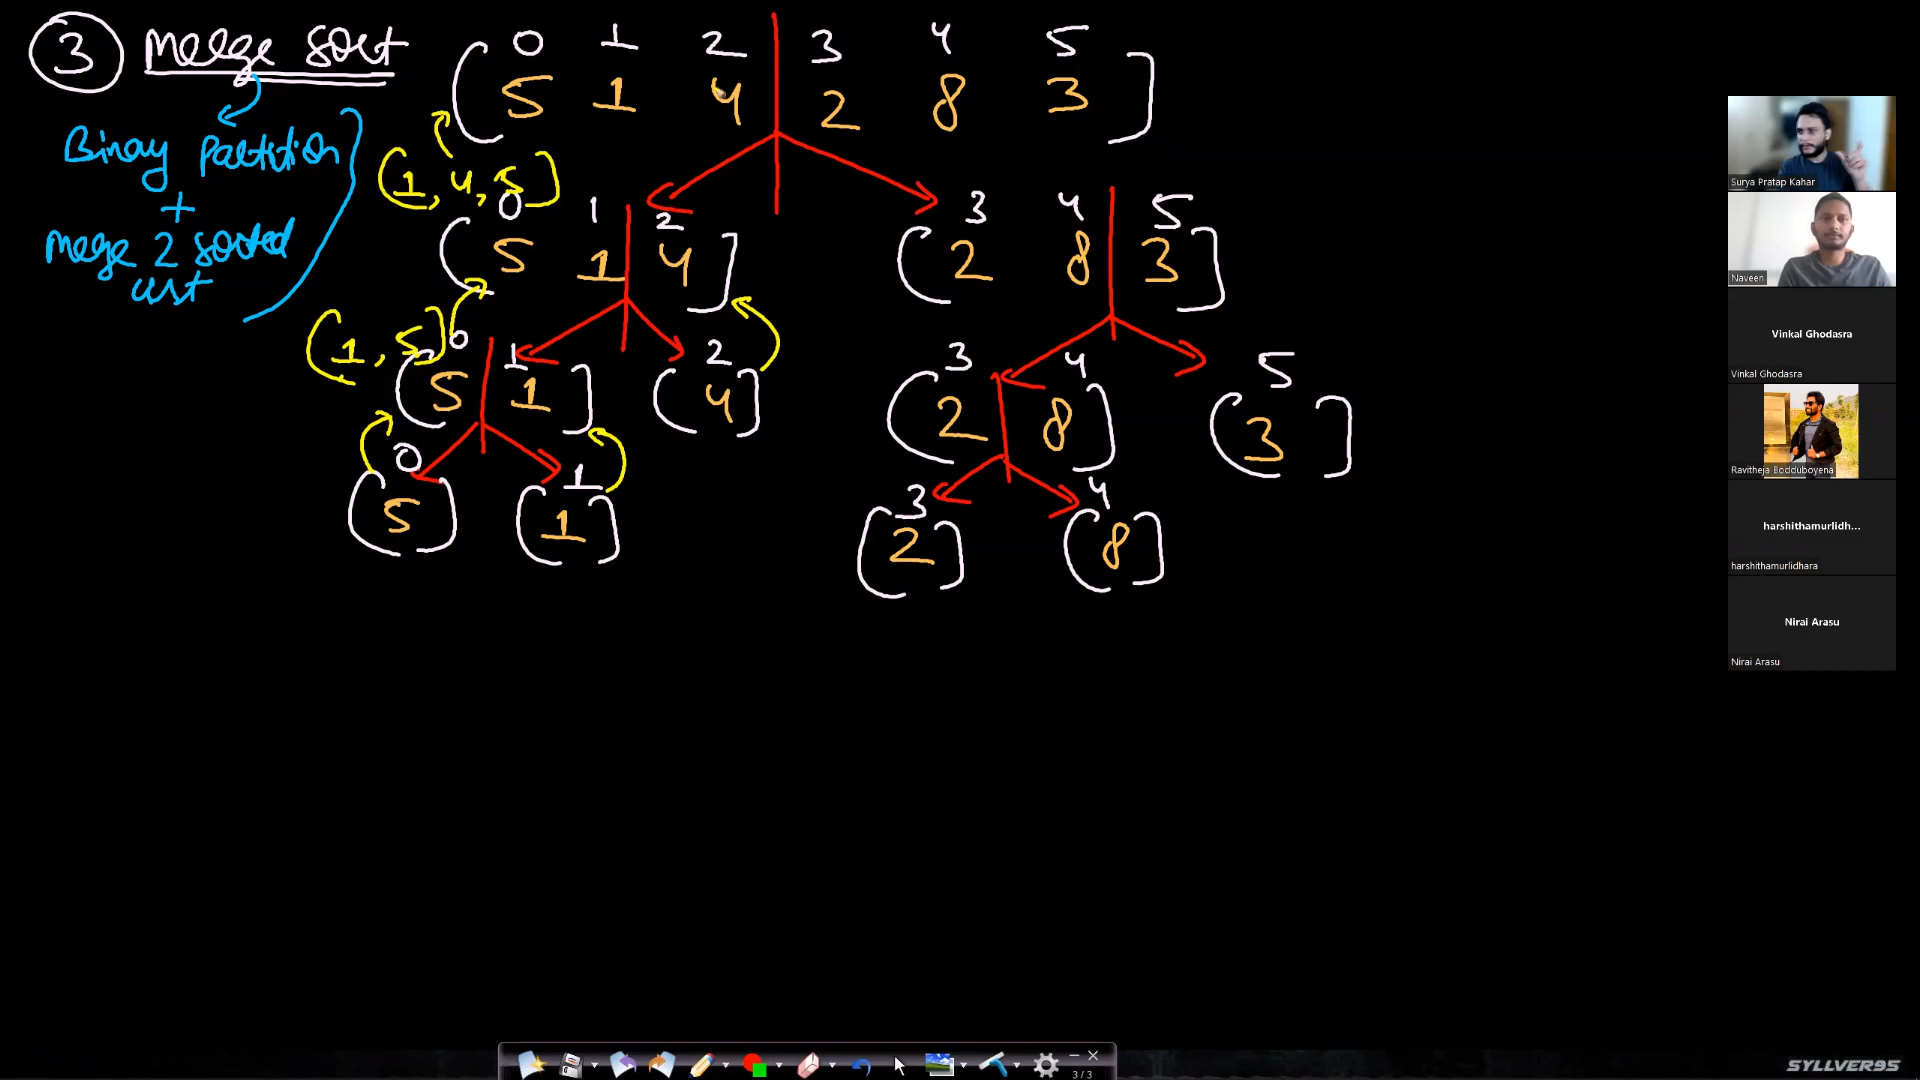 3 Merge Sort
0 1 2 3 4 5
[5 1 4 2 8 3]
Binary Partition
+
Merge 2 sorted
list
[1, 4, 5]
0 1 2
[5 1 4]
3 4 5
[2 8 3]
[1, 5]
0 1
[5 1]
2
[4]
3 4
[2 8]
5
[3]
0
[5]
1
[1]
3
[2]
4
[8]
Surya Pratap Kahar
Naveen
Vinkal Ghodasra
Vinkal Ghodasra
Ravitheja Bodduboyena
harshithamurlidh...
harshithamurlidhara
Nirai Arasu
Nirai Arasu
3 / 3
SYLLVER95